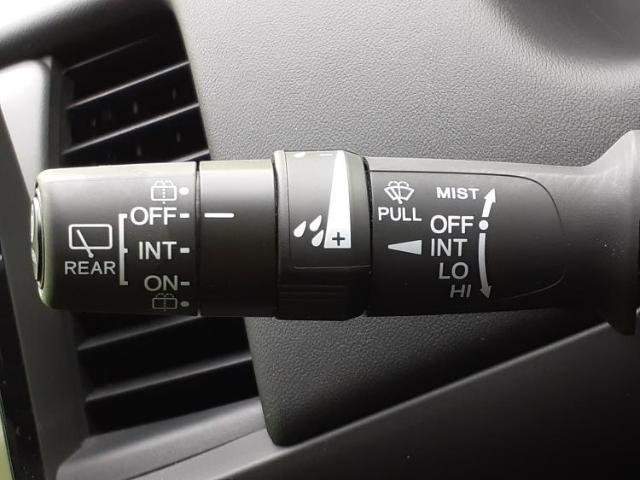 REAR
OFF
INT
ON
- +
PULL
MIST
OFF
INT
LO
HI